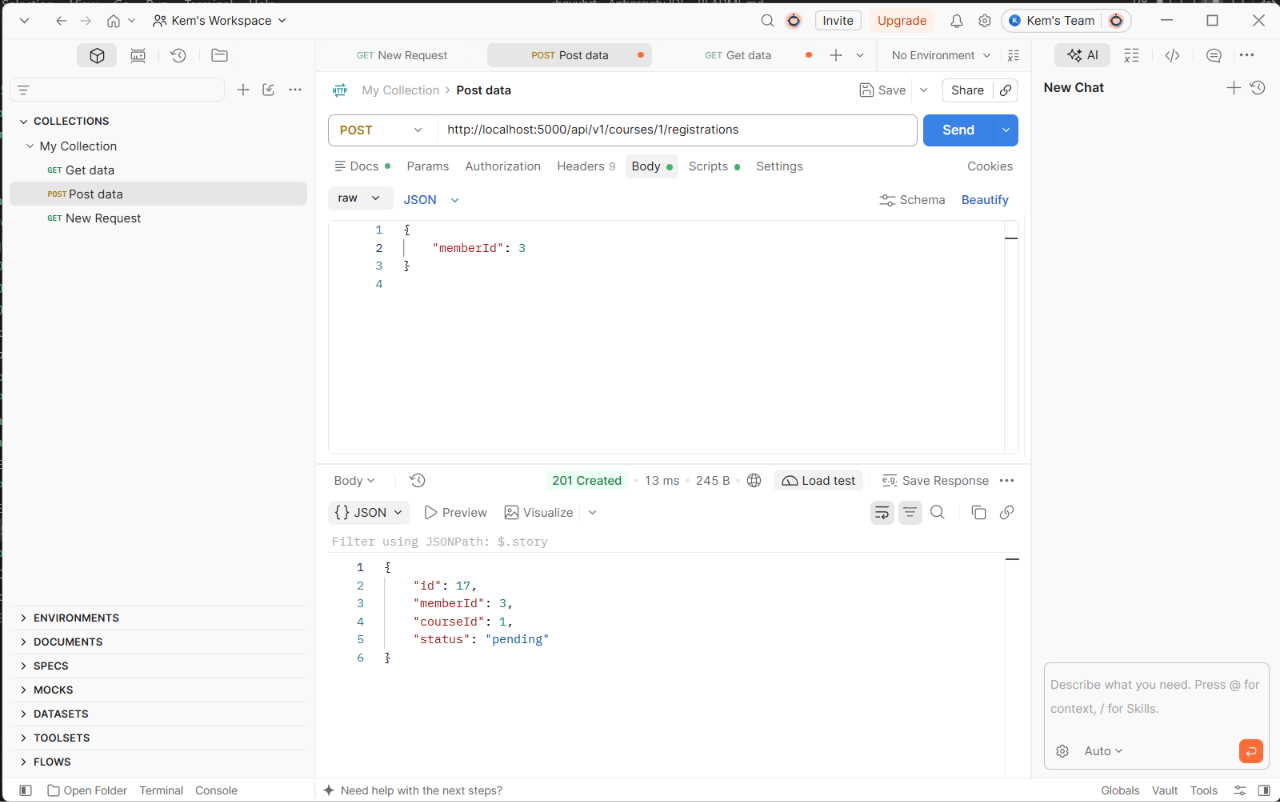 Kem's Workspace
Invite
Upgrade
K
Kem's Team
GET New Request
POST Post data
GET Get data
No Environment
AI
HTTP
My Collection > Post data
Save
Share
New Chat
COLLECTIONS
My Collection
GET Get data
POST Post data
GET New Request
POST
http://localhost:5000/api/v1/courses/1/registrations
Send
Docs
Params
Authorization
Headers 9
Body
Scripts
Settings
Cookies
raw
JSON
Schema
Beautify
1 {
2 "memberId": 3
3 }
4
Body
201 Created
13 ms
245 B
Load test
e.g. Save Response
{} JSON
Preview
Visualize
Filter using JSONPath: $.story
1 {
2 "id": 17,
3 "memberId": 3,
4 "courseId": 1,
5 "status": "pending"
6 }
ENVIRONMENTS
DOCUMENTS
SPECS
MOCKS
DATASETS
TOOLSETS
FLOWS
Describe what you need. Press @ for
context, / for Skills.
Auto
Open Folder
Terminal
Console
Need help with the next steps?
Globals
Vault
Tools